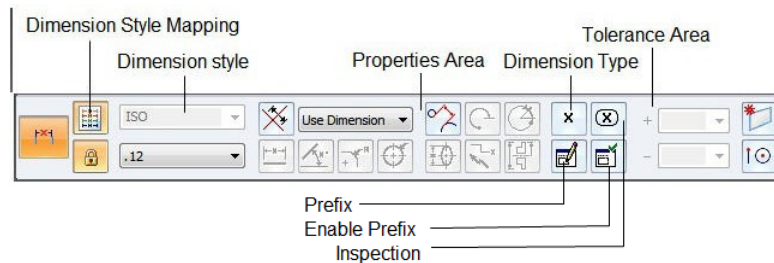 Dimension Style Mapping
Tolerance Area
Dimension style
Properties Area
Dimension Type
ISO
Use Dimension
x
x
+
.12
-
Prefix
Enable Prefix
Inspection